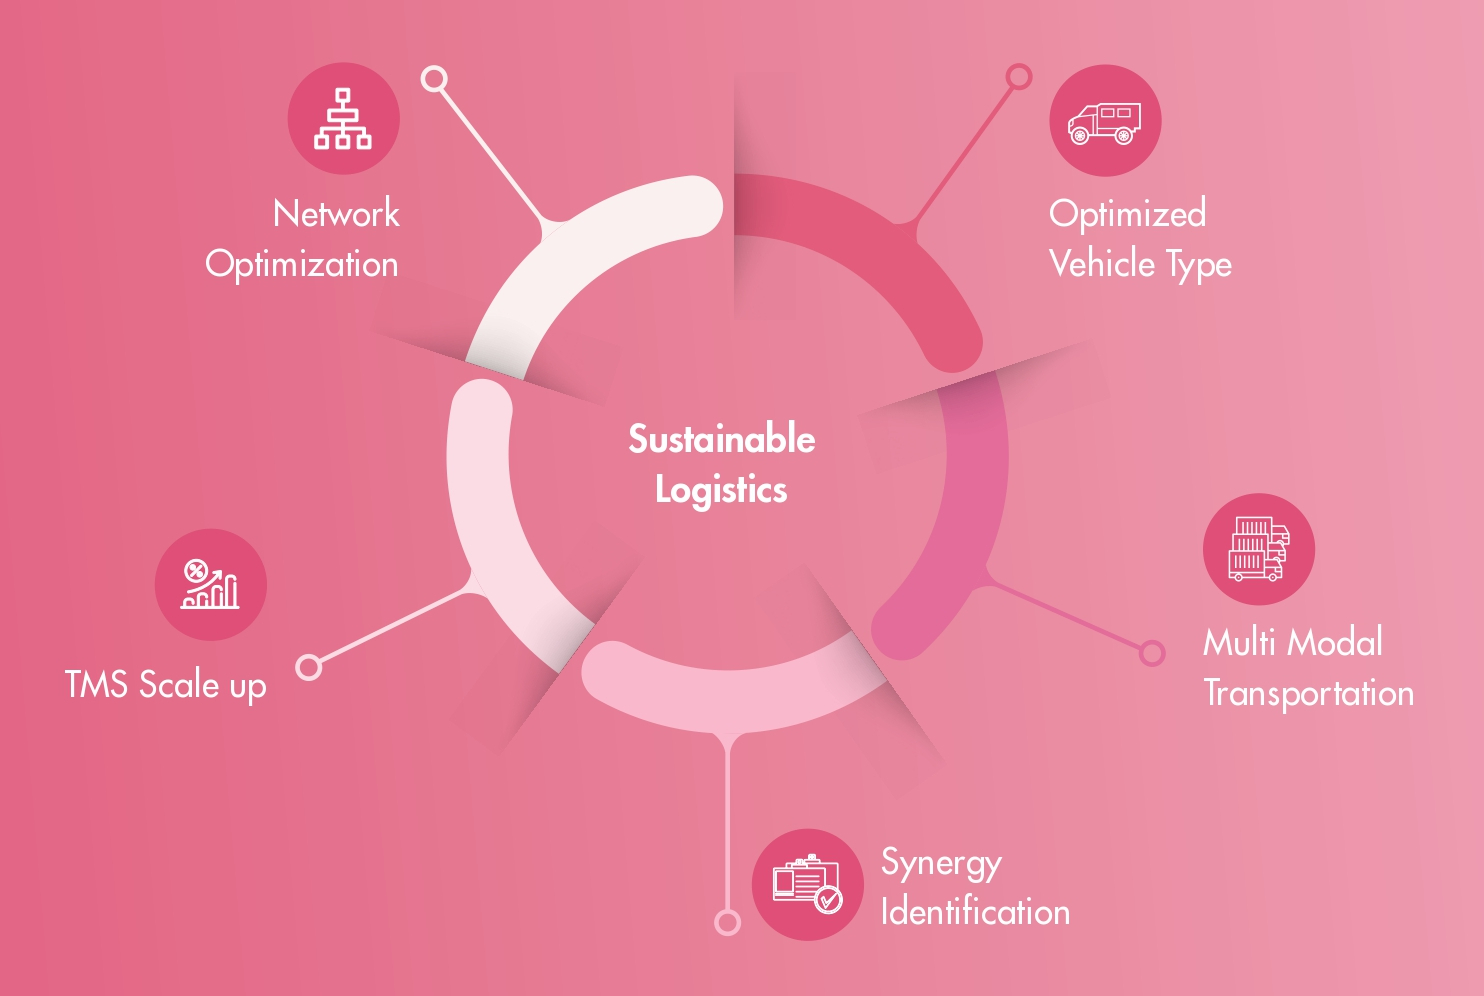 Network
Optimization
Optimized
Vehicle Type
Sustainable
Logistics
TMS Scale up
Multi Modal
Transportation
Synergy
Identification